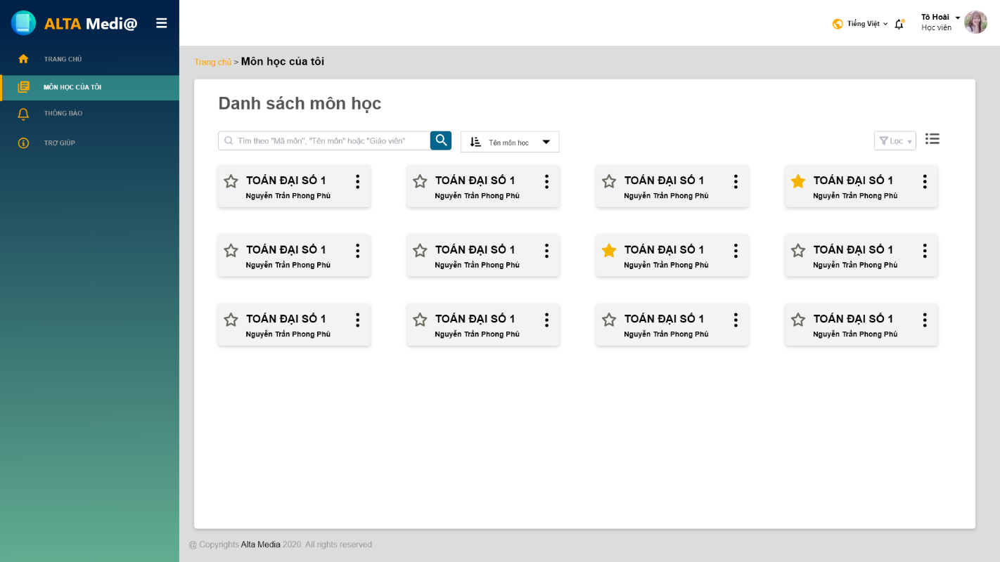 ALTA Medi@
TRANG CHỦ
MÔN HỌC CỦA TÔI
THÔNG BÁO
TRỢ GIÚP
Tiếng Việt
Tô Hoài
Học viên
Trang chủ > Môn học của tôi
Danh sách môn học
Tìm theo "Mã môn", "Tên môn" hoặc "Giáo viên"
Tên môn học
Lọc
TOÁN ĐẠI SỐ 1
Nguyễn Trần Phong Phú
TOÁN ĐẠI SỐ 1
Nguyễn Trần Phong Phú
TOÁN ĐẠI SỐ 1
Nguyễn Trần Phong Phú
TOÁN ĐẠI SỐ 1
Nguyễn Trần Phong Phú
TOÁN ĐẠI SỐ 1
Nguyễn Trần Phong Phú
TOÁN ĐẠI SỐ 1
Nguyễn Trần Phong Phú
TOÁN ĐẠI SỐ 1
Nguyễn Trần Phong Phú
TOÁN ĐẠI SỐ 1
Nguyễn Trần Phong Phú
TOÁN ĐẠI SỐ 1
Nguyễn Trần Phong Phú
TOÁN ĐẠI SỐ 1
Nguyễn Trần Phong Phú
TOÁN ĐẠI SỐ 1
Nguyễn Trần Phong Phú
TOÁN ĐẠI SỐ 1
Nguyễn Trần Phong Phú
@ Copyrights Alta Media 2020. All rights reserved